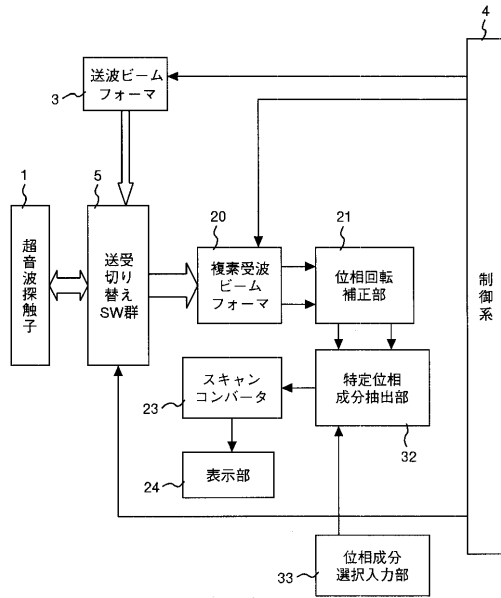 4
送波ビーム
フォーマ
3
1
超音波探触子
5
送受
切り
替え
SW群
20
複素受波
ビーム
フォーマ
21
位相回転
補正部
制御系
スキャン
コンバータ
23
特定位相
成分抽出部
32
表示部
24
位相成分
選択入力部
33